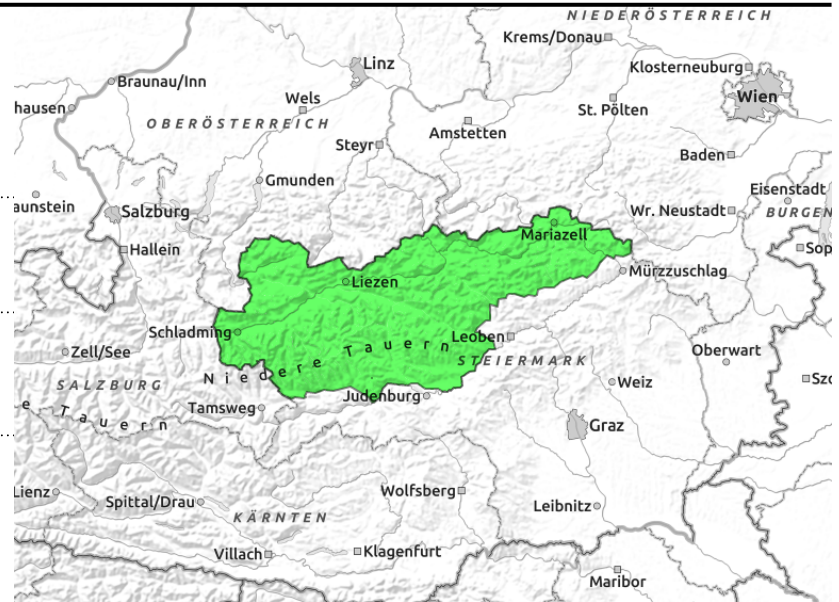 NIEDERÖSTERREICH
Krems/Donau
Linz
Klosterneuburg
Braunau/Inn
Wien
hausen
Wels
St. Pölten
OBERÖSTERREICH
Amstetten
Steyr
Baden
Gmunden
Eisenstadt
aunstein
Salzburg
Wr. Neustadt
BURGEN
Mariazell
Hallein
Sop
Mürzzuschlag
Liezen
Schladming
Leoben
Zell/See
Niedere Tauern
STEIERMARK
Oberwart
SALZBURG
Weiz
Szo
Judenburg
e Tauern
Tamsweg
Graz
Lienz
Spittal/Drau
Wolfsberg
Leibnitz
KÄRNTEN
Villach
Klagenfurt
Maribor